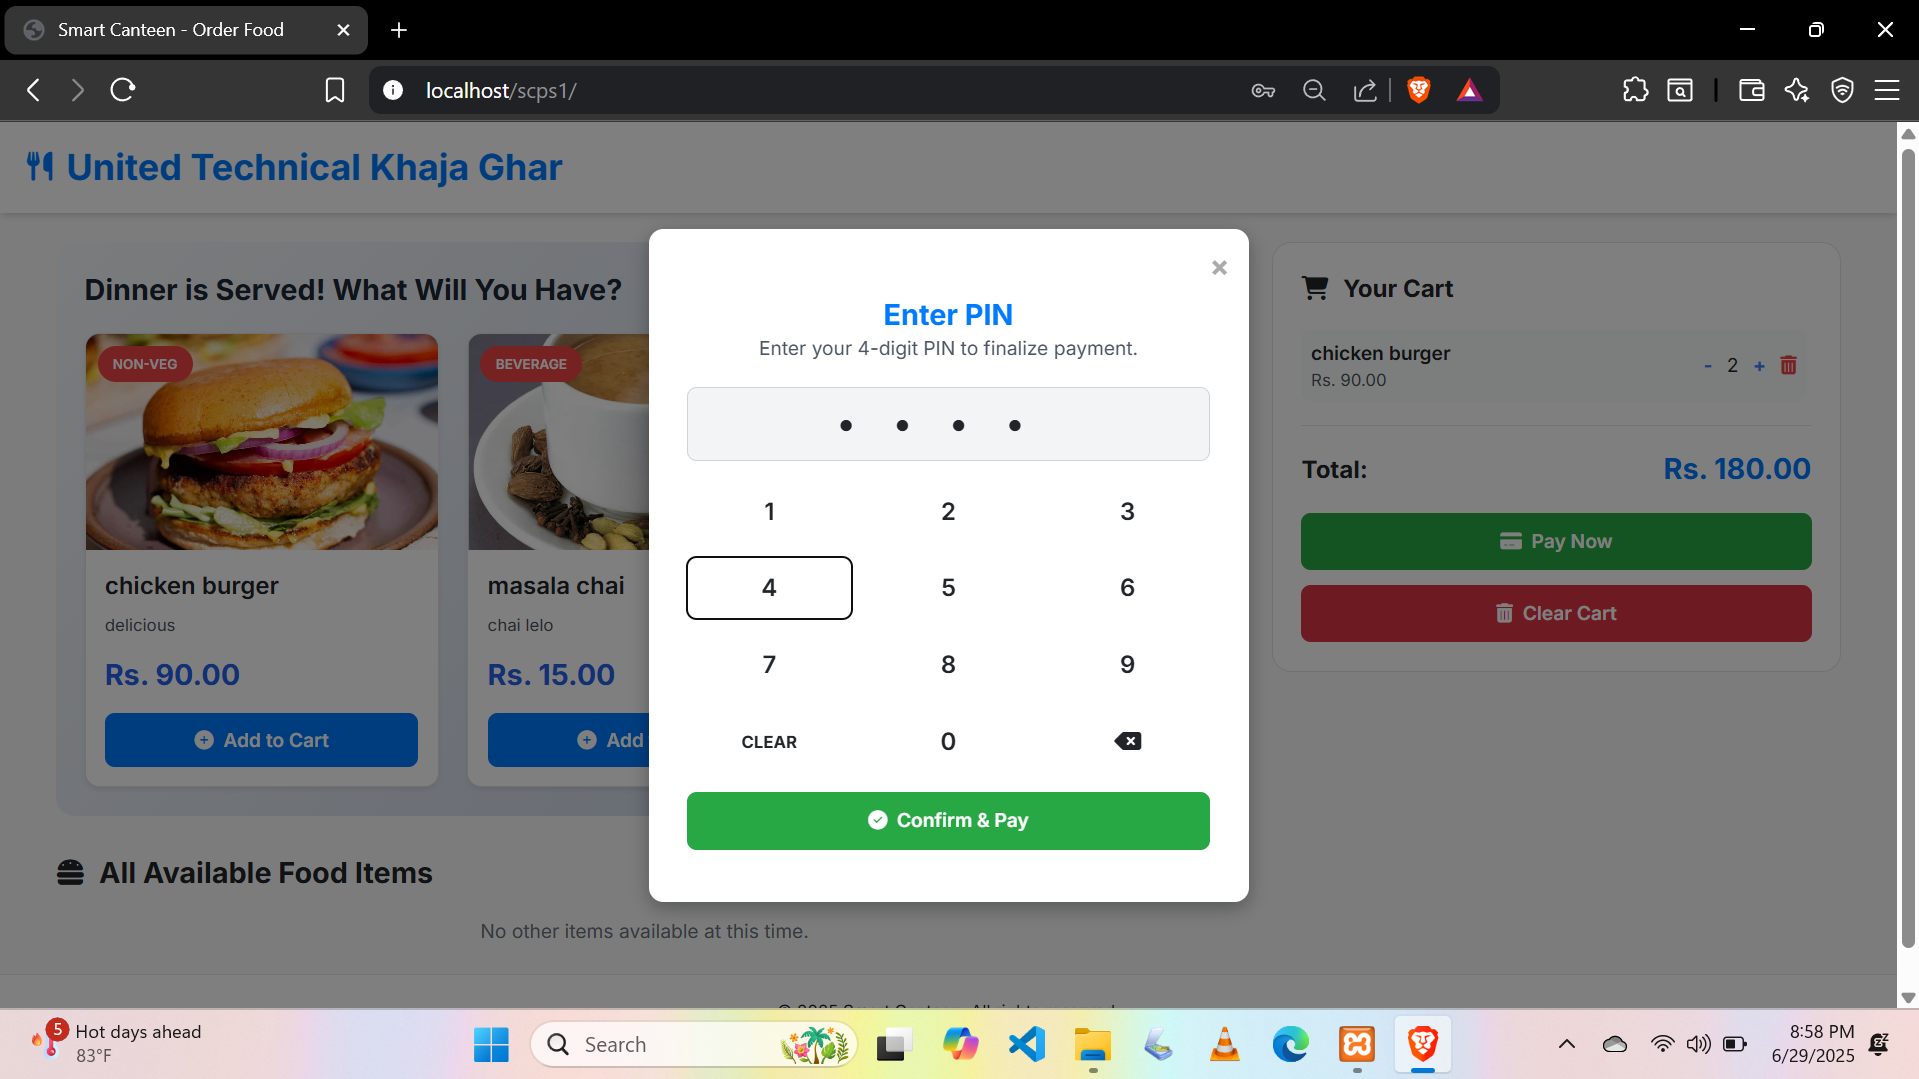 Smart Canteen - Order Food
localhost/scps1/
United Technical Khaja Ghar
Dinner is Served! What Will You Have?
NON-VEG
chicken burger
delicious
Rs. 90.00
Add to Cart
BEVERAGE
masala chai
chai lelo
Rs. 15.00
Add
Enter PIN
Enter your 4-digit PIN to finalize payment.
1 2 3
4 5 6
7 8 9
CLEAR 0
Confirm & Pay
Your Cart
chicken burger
Rs. 90.00
- 2 +
Total: Rs. 180.00
Pay Now
Clear Cart
All Available Food Items
No other items available at this time.
5
Hot days ahead
83°F
Search
8:58 PM
6/29/2025